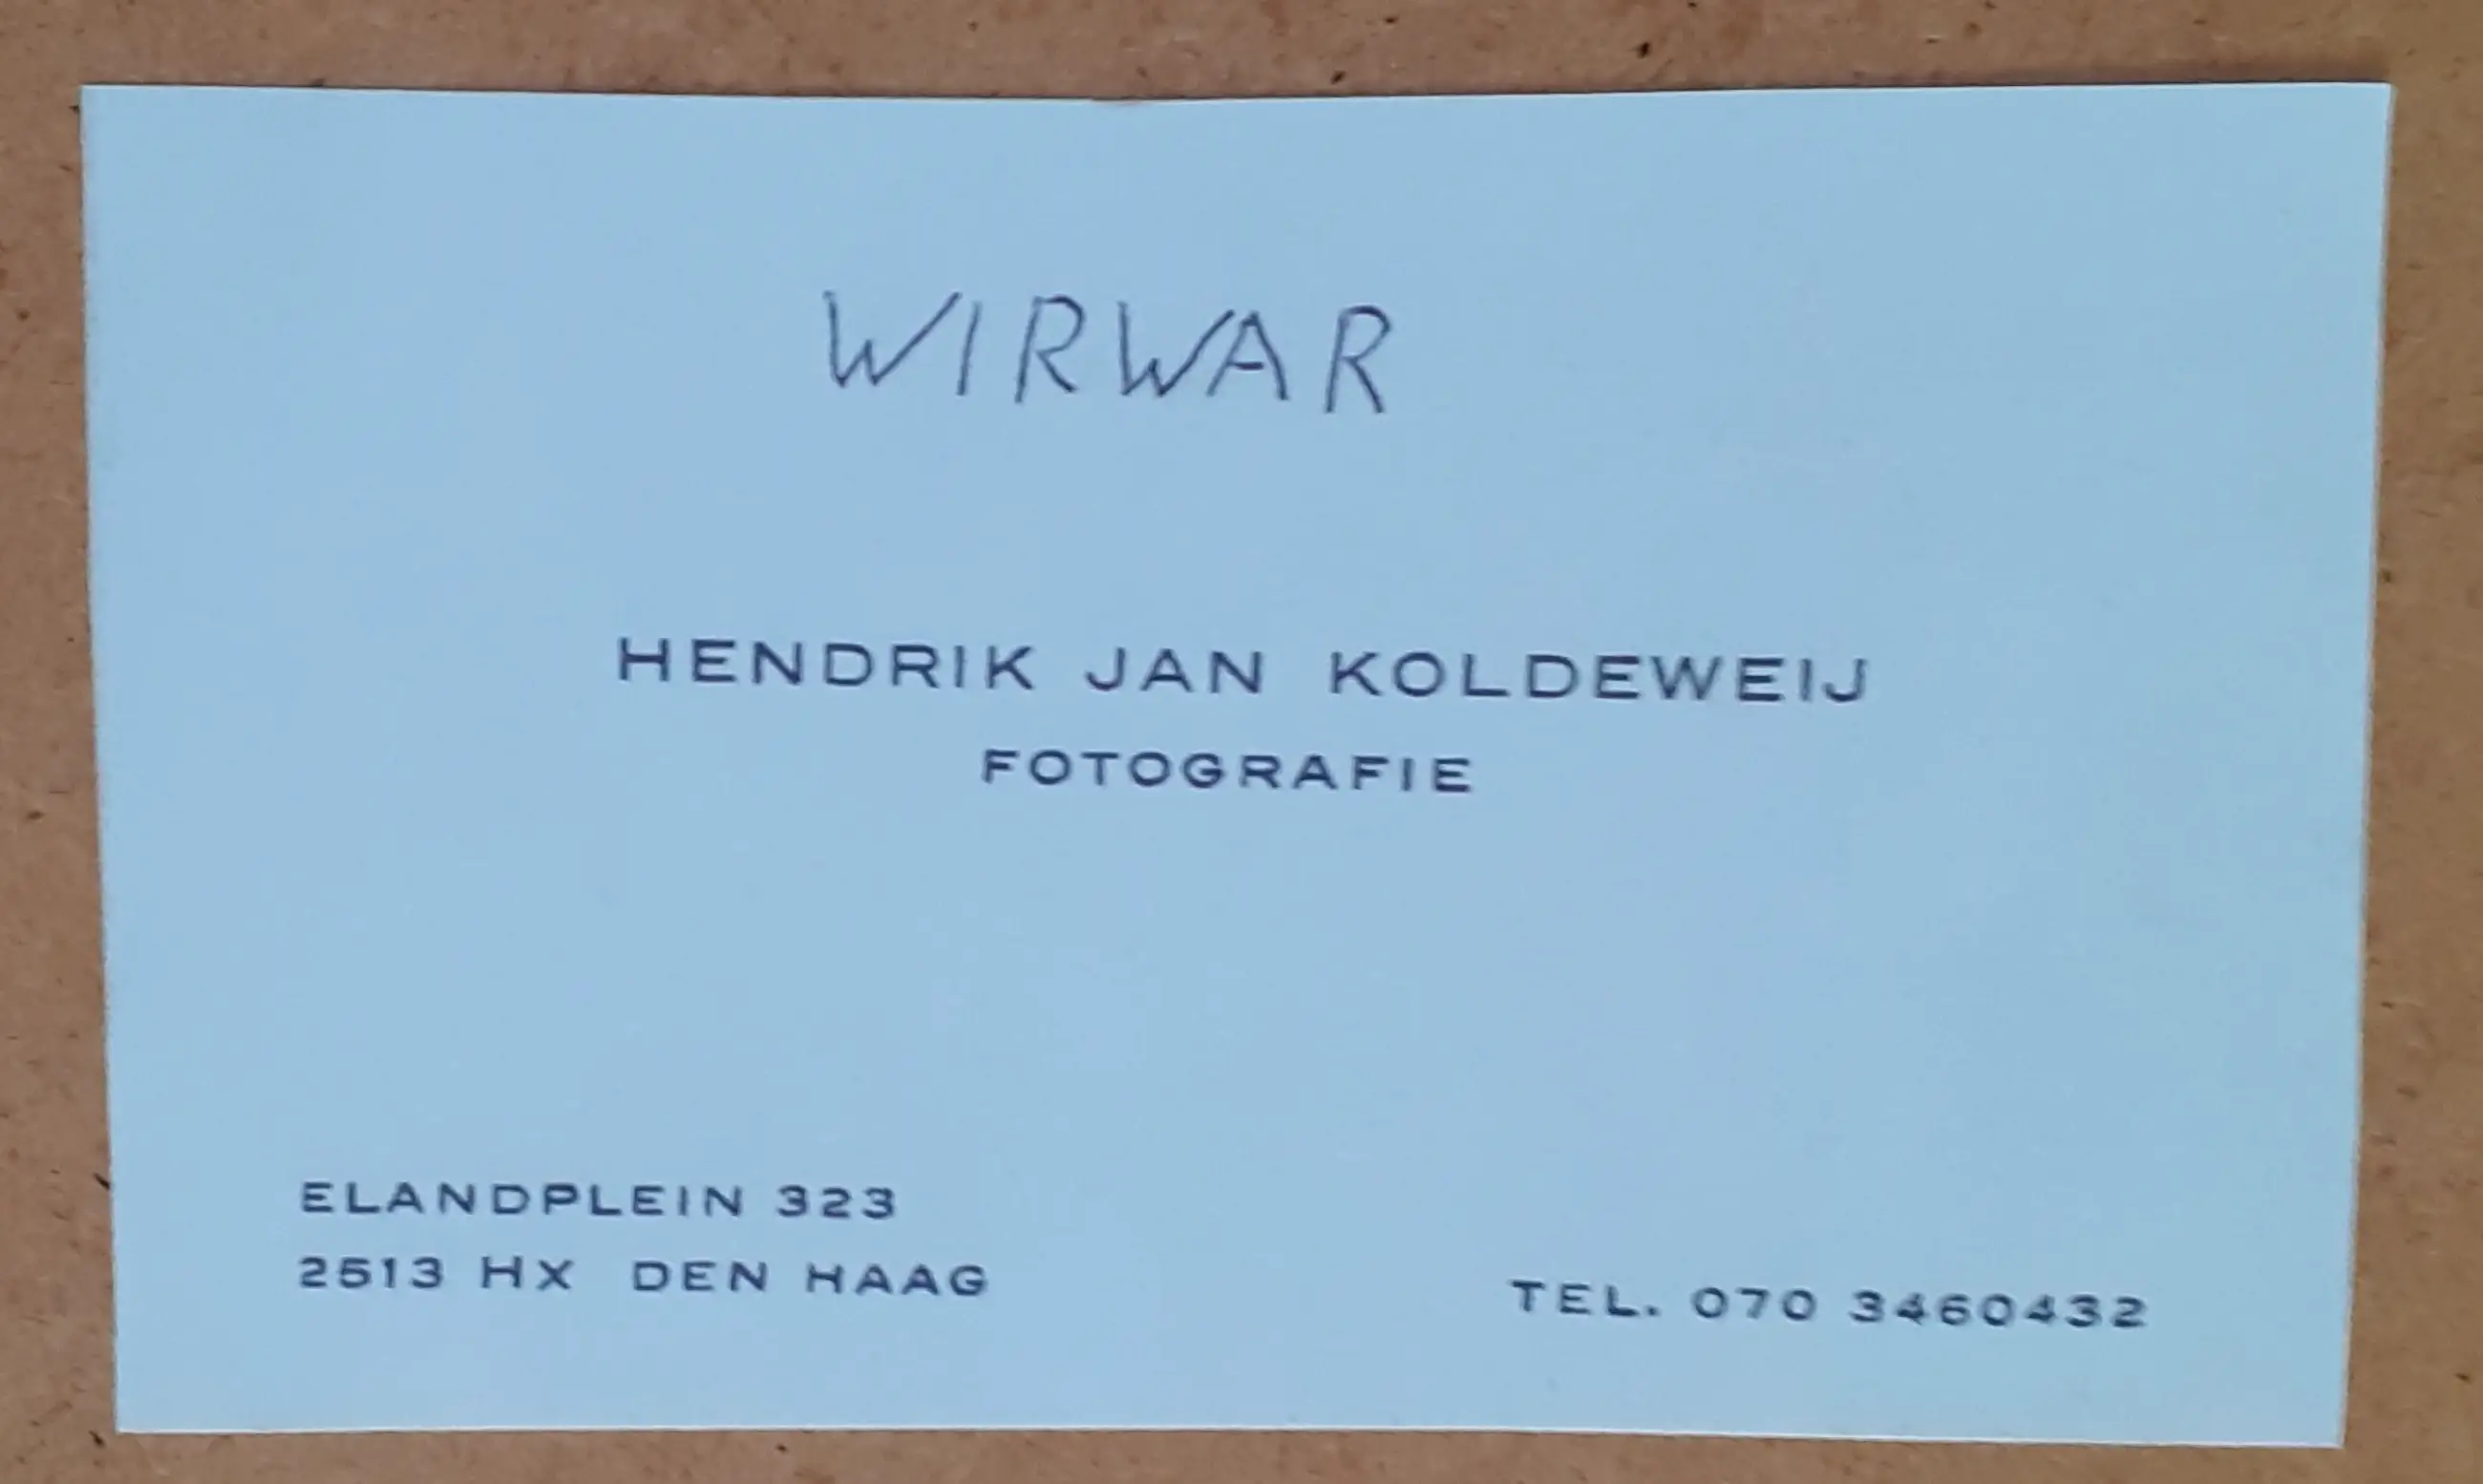 WIRWAR
HENDRIK JAN KOLDEWEIJ
FOTOGRAFIE
ELANDPLEIN 323
2513 HX DEN HAAG
TEL. 070 3460432